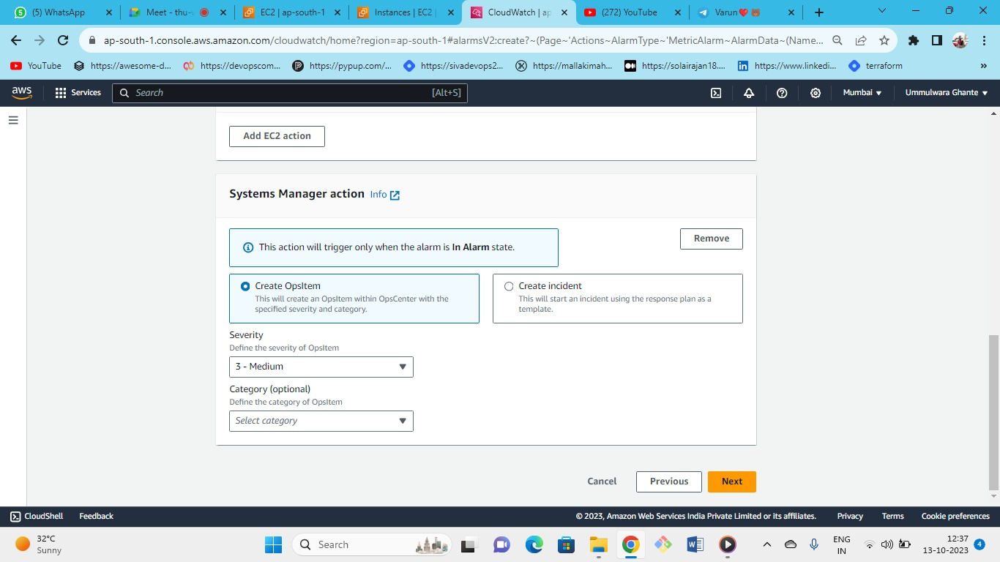 (5) WhatsApp
Meet - thu-
EC2 | ap-south-1
Instances | EC2
CloudWatch | ap
(272) YouTube
Varun❤️🐻
ap-south-1.console.aws.amazon.com/cloudwatch/home?region=ap-south-1#alarmsV2:create?~(Page~'Actions~AlarmType~'MetricAlarm~AlarmData~(Name...
YouTube
https://awesome-d...
https://devopscom...
https://pypup.com/...
https://sivadevops2...
https://mallakimah...
https://solairajan18....
https://www.linkedi...
terraform
aws
Services
Search
[Alt+S]
Mumbai
Ummulwara Ghante
Add EC2 action
Systems Manager action Info
This action will trigger only when the alarm is In Alarm state.
Remove
Create OpsItem
This will create an OpsItem within OpsCenter with the
specified severity and category.
Create incident
This will start an incident using the response plan as a
template.
Severity
Define the severity of OpsItem
3 - Medium
Category (optional)
Define the category of OpsItem
Select category
Cancel
Previous
Next
CloudShell
Feedback
© 2023, Amazon Web Services India Private Limited or its affiliates.
Privacy
Terms
Cookie preferences
32°C
Sunny
Search
ENG
IN
12:37
13-10-2023
4